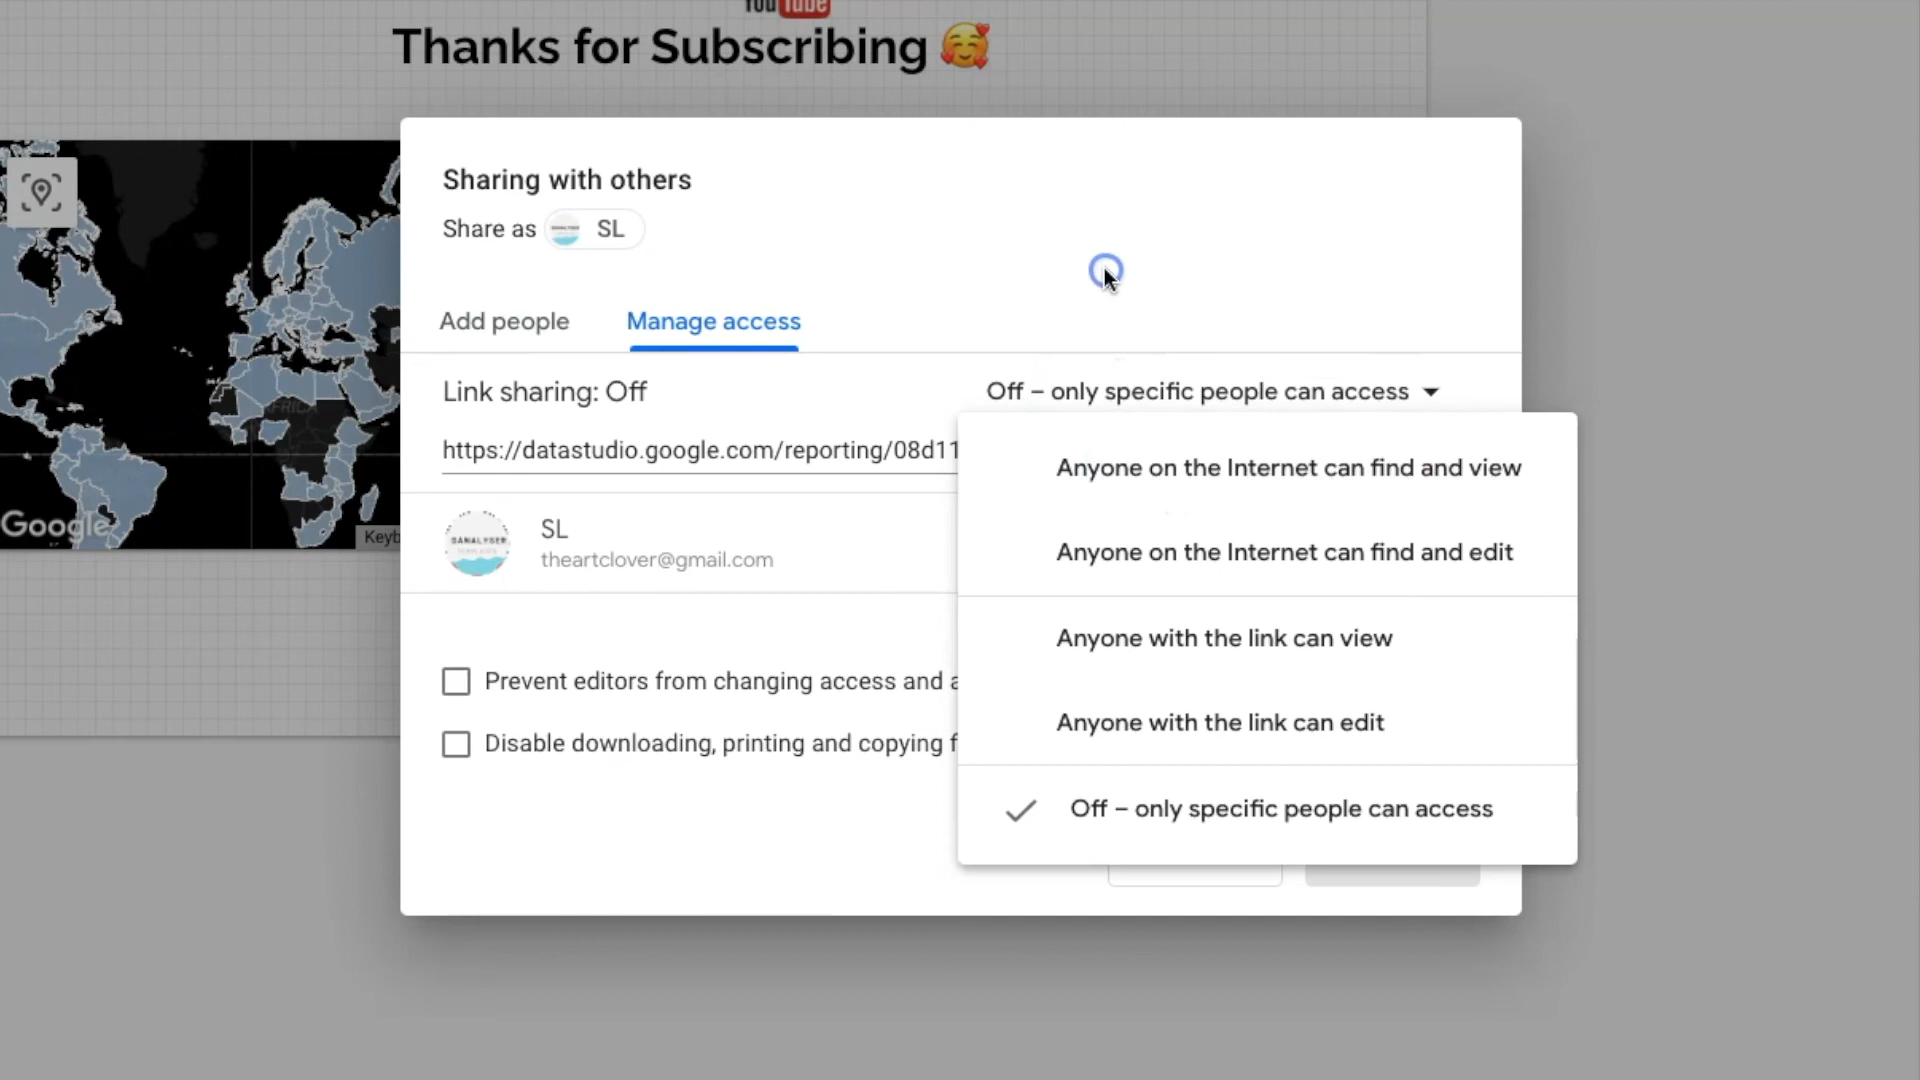 YouTube
Thanks for Subscribing 🥰
Sharing with others
Share as SL
Add people Manage access
Link sharing: Off Off – only specific people can access
https://datastudio.google.com/reporting/08d11
Anyone on the Internet can find and view
SL
theartclover@gmail.com
Anyone on the Internet can find and edit
Anyone with the link can view
Prevent editors from changing access and a
Anyone with the link can edit
Disable downloading, printing and copying f
Off – only specific people can access
AFRICA
Google
Keyb